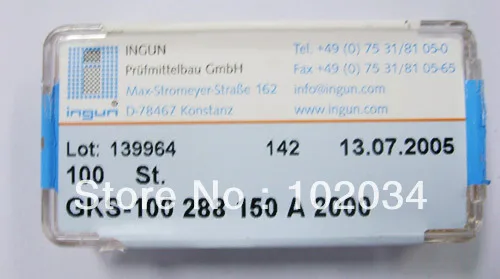 INGUN
Prüfmittelbau GmbH
Max-Stromeyer-Straße 162
D-78467 Konstanz
Tel. +49 (0) 75 31/81 05-0
Fax +49 (0) 75 31/81 05-65
info@ingun.com
www.ingun.com
ingun
Lot: 139964 142 13.07.2005
100 St.
Store No: 102034
GKS-100 288 150 A 2000